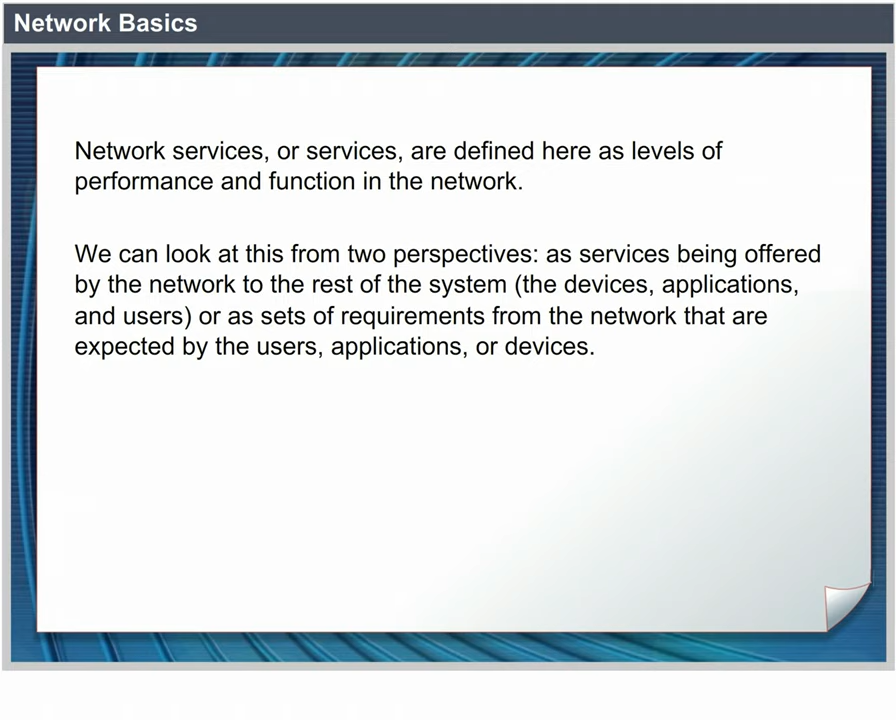 Network Basics
Network services, or services, are defined here as levels of
performance and function in the network.
We can look at this from two perspectives: as services being offered
by the network to the rest of the system (the devices, applications,
and users) or as sets of requirements from the network that are
expected by the users, applications, or devices.